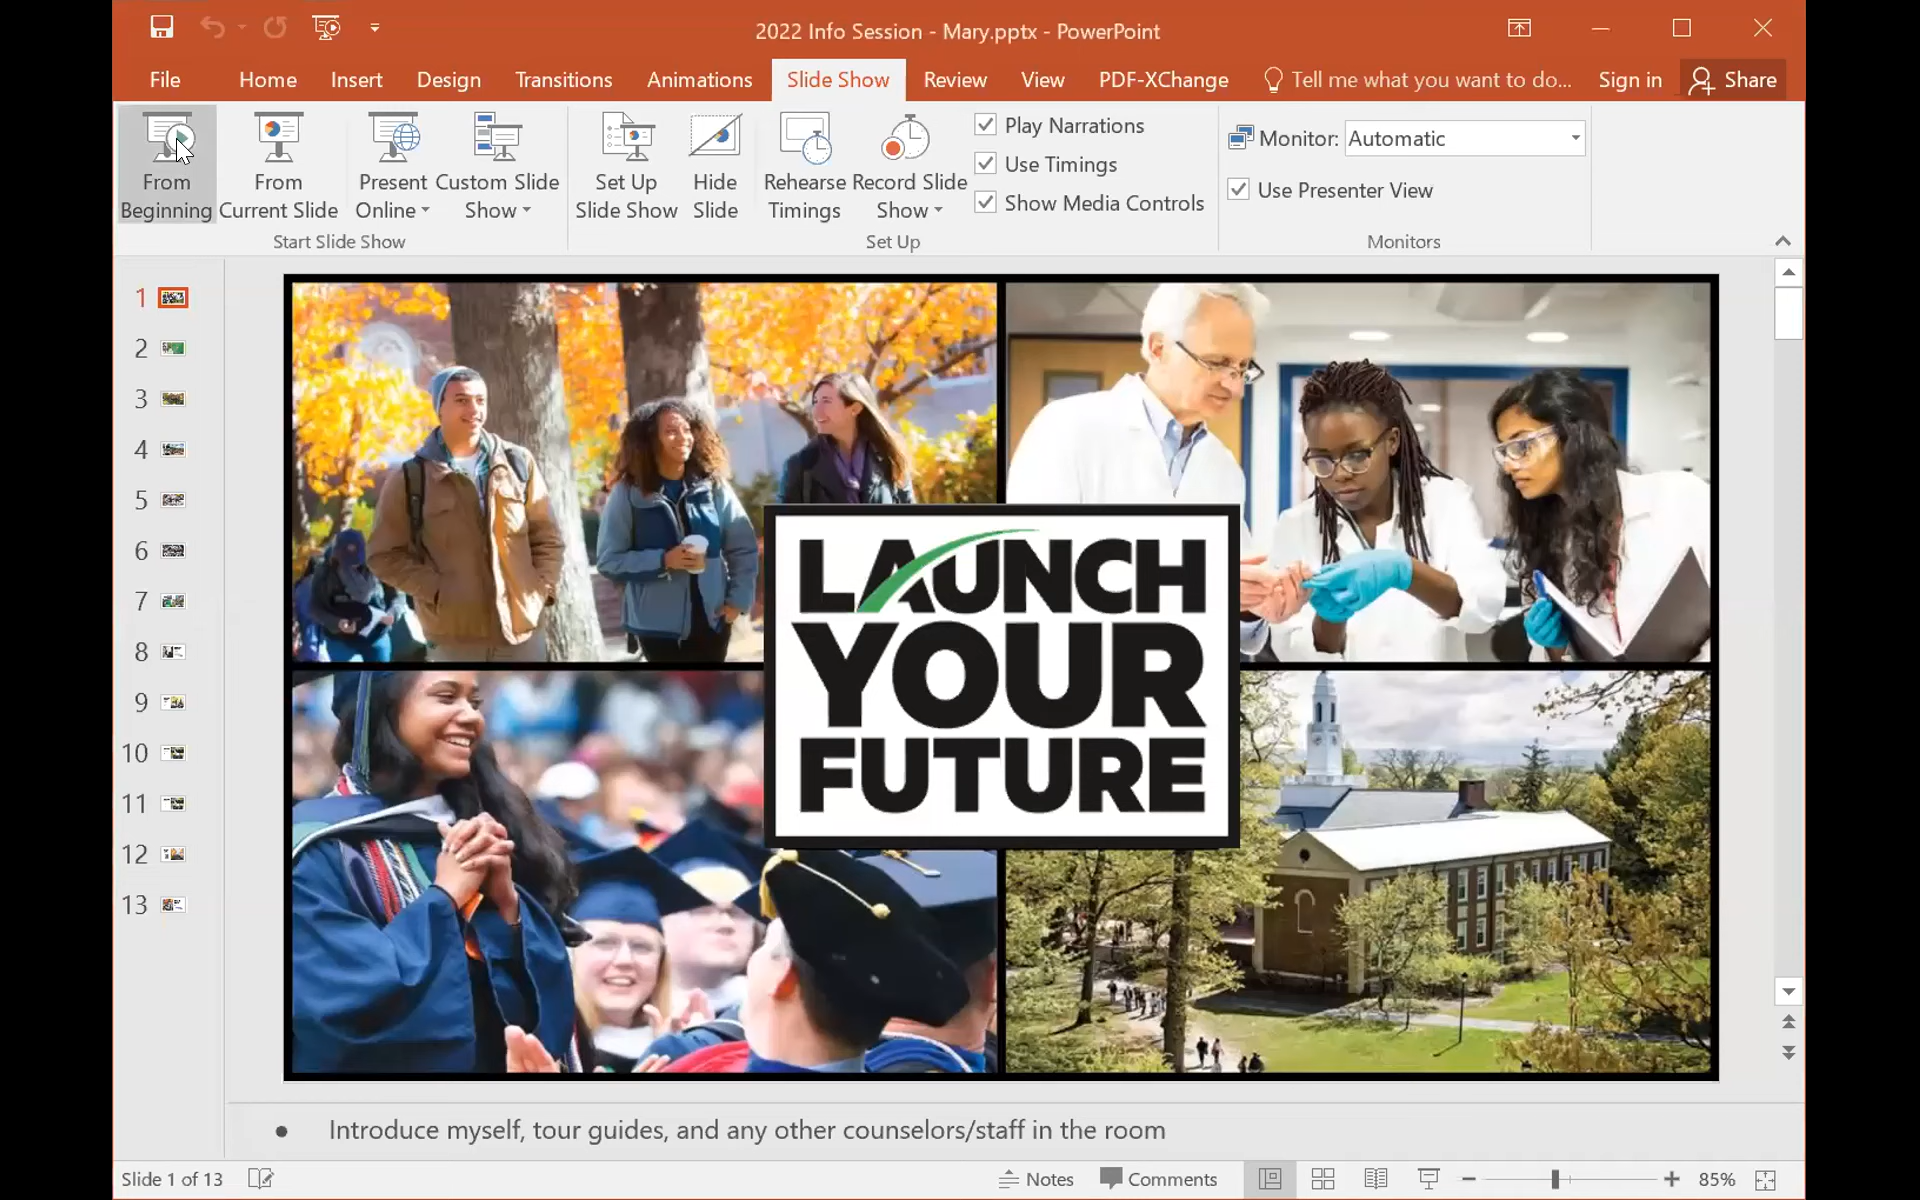 2022 Info Session - Mary.pptx - PowerPoint
File Home Insert Design Transitions Animations Slide Show Review View PDF-XChange Tell me what you want to do... Sign in Share
From Beginning
From Current Slide
Present Online
Custom Slide Show
Set Up Slide Show
Hide Slide
Rehearse Timings
Record Slide Show
Play Narrations
Use Timings
Show Media Controls
Monitor: Automatic
Use Presenter View
Start Slide Show
Set Up
Monitors
1
2
3
4
5
6
7
8
9
10
11
12
13
LAUNCH
YOUR
FUTURE
• Introduce myself, tour guides, and any other counselors/staff in the room
Slide 1 of 13 Notes Comments 85%